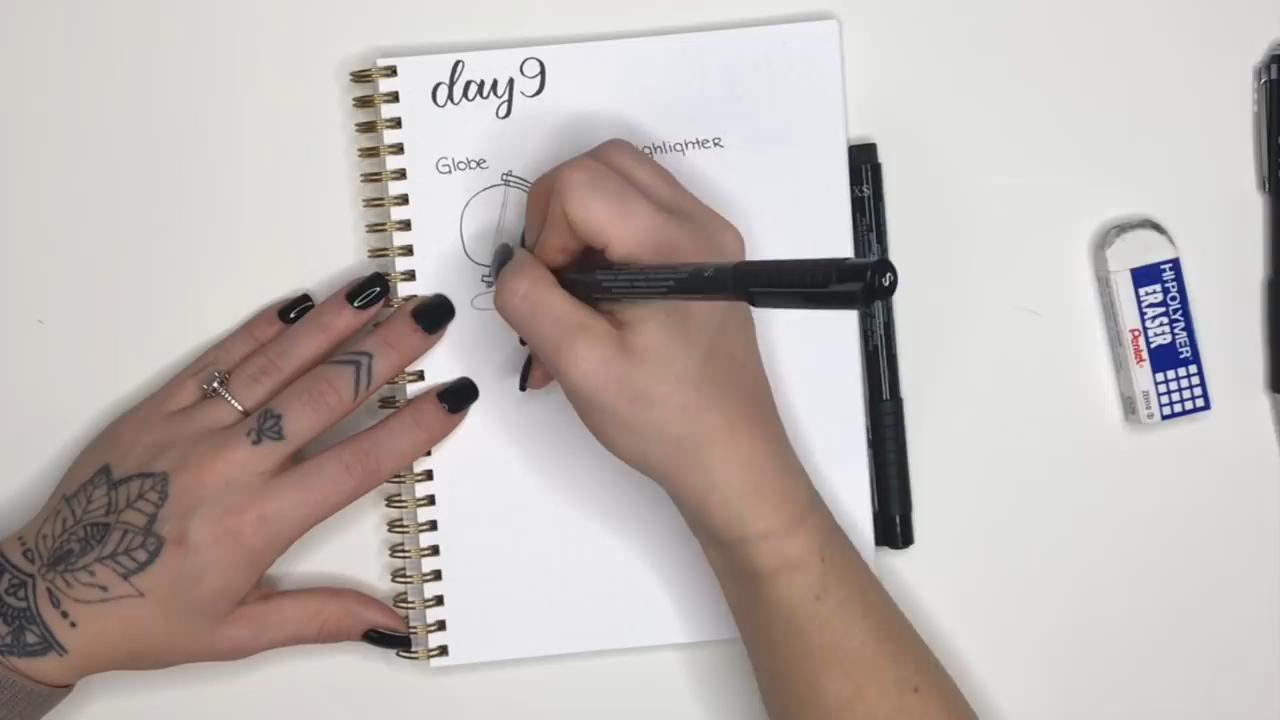 day9
Globe
ghlighter
XS
S
HI-POLYMER
ERASER
Pentel